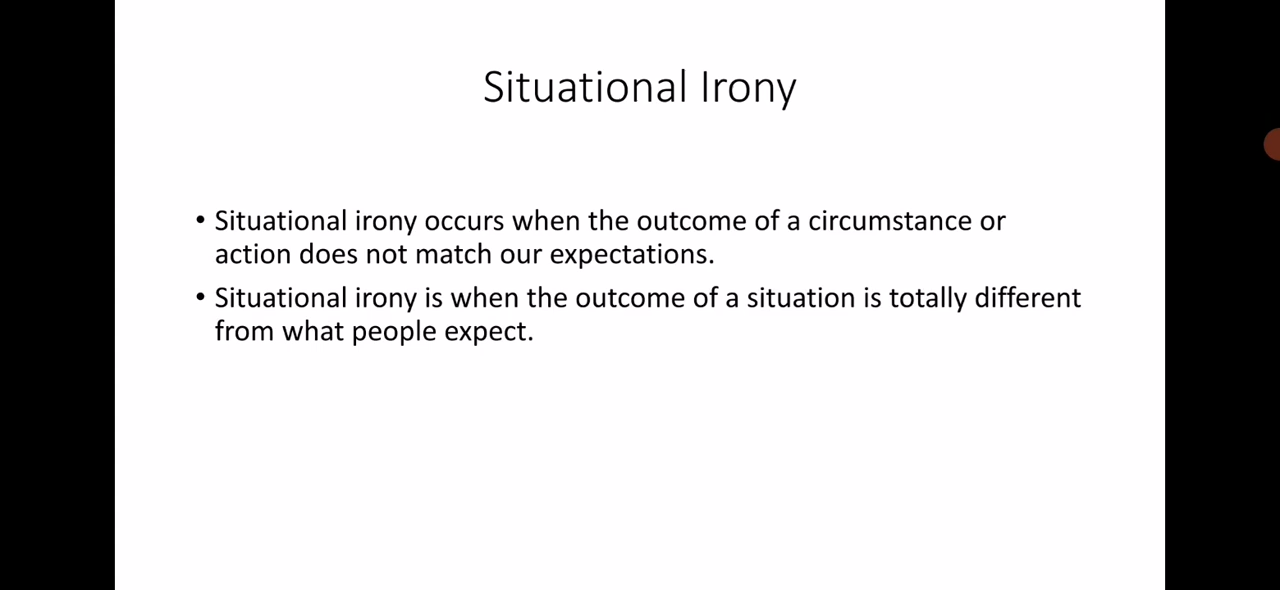 Situational Irony
• Situational irony occurs when the outcome of a circumstance or
action does not match our expectations.
• Situational irony is when the outcome of a situation is totally different
from what people expect.